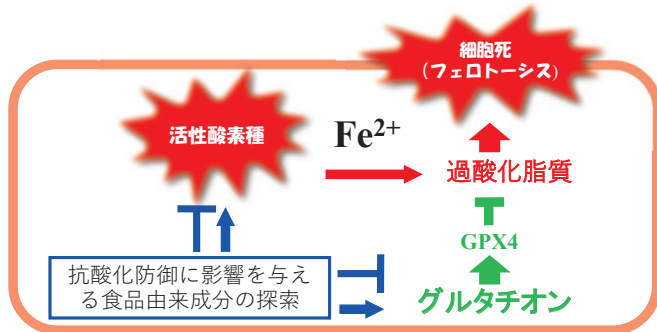 細胞死
（フェロトーシス）
活性酸素種
Fe²⁺
過酸化脂質
GPX4
抗酸化防御に影響を与え
る食品由来成分の探索
グルタチオン